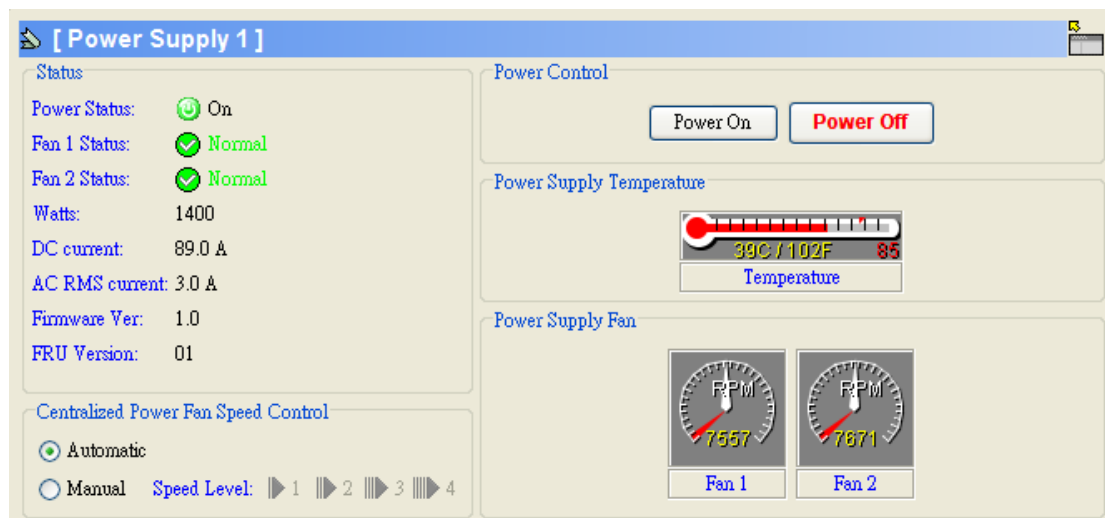 [ Power Supply 1 ]
Status
Power Status: On
Fan 1 Status: Normal
Fan 2 Status: Normal
Watts: 1400
DC current: 89.0 A
AC RMS current: 3.0 A
Firmware Ver: 1.0
FRU Version: 01
Centralized Power Fan Speed Control
Automatic
Manual Speed Level: 1 2 3 4
Power Control
Power On Power Off
Power Supply Temperature
39C / 102F 85
Temperature
Power Supply Fan
RPM RPM
7557 7671
Fan 1 Fan 2